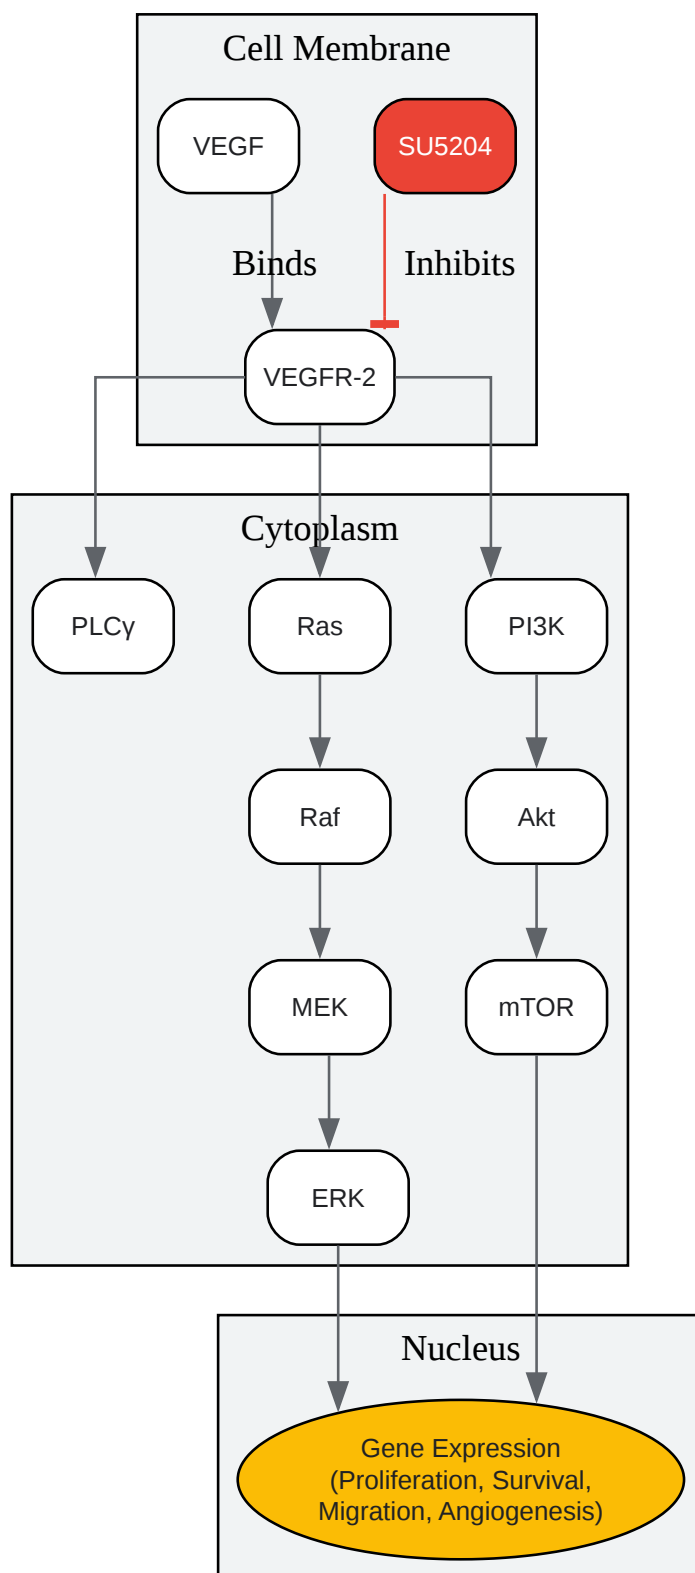 Cell Membrane
VEGF
SU5204
Binds
Inhibits
VEGFR-2
Cytoplasm
PLCγ
Ras
PI3K
Raf
Akt
MEK
mTOR
ERK
Nucleus
Gene Expression
(Proliferation, Survival,
Migration, Angiogenesis)